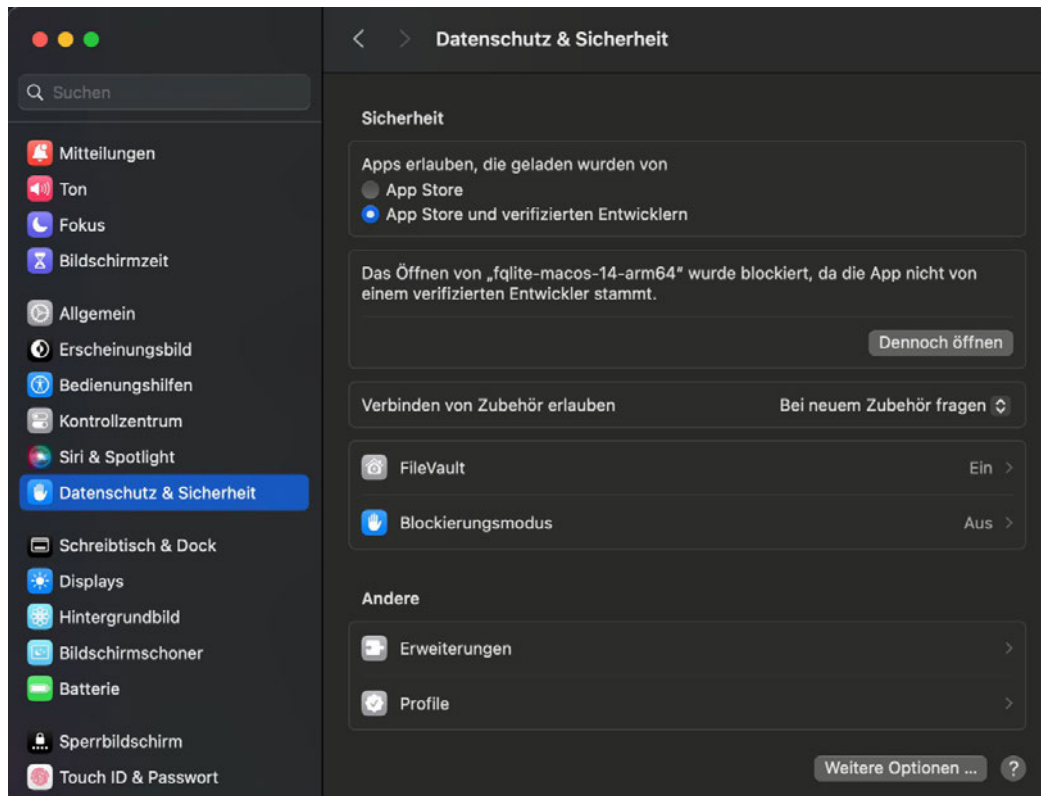 Datenschutz & Sicherheit
Suchen
Mitteilungen
Ton
Fokus
Bildschirmzeit
Allgemein
Erscheinungsbild
Bedienungshilfen
Kontrollzentrum
Siri & Spotlight
Datenschutz & Sicherheit
Schreibtisch & Dock
Displays
Hintergrundbild
Bildschirmschoner
Batterie
Sperrbildschirm
Touch ID & Passwort
Sicherheit
Apps erlauben, die geladen wurden von
App Store
App Store und verifizierten Entwicklern
Das Öffnen von „fqlite-macos-14-arm64“ wurde blockiert, da die App nicht von
einem verifizierten Entwickler stammt.
Dennoch öffnen
Verbinden von Zubehör erlauben Bei neuem Zubehör fragen
FileVault Ein
Blockierungsmodus Aus
Andere
Erweiterungen
Profile
Weitere Optionen ... ?